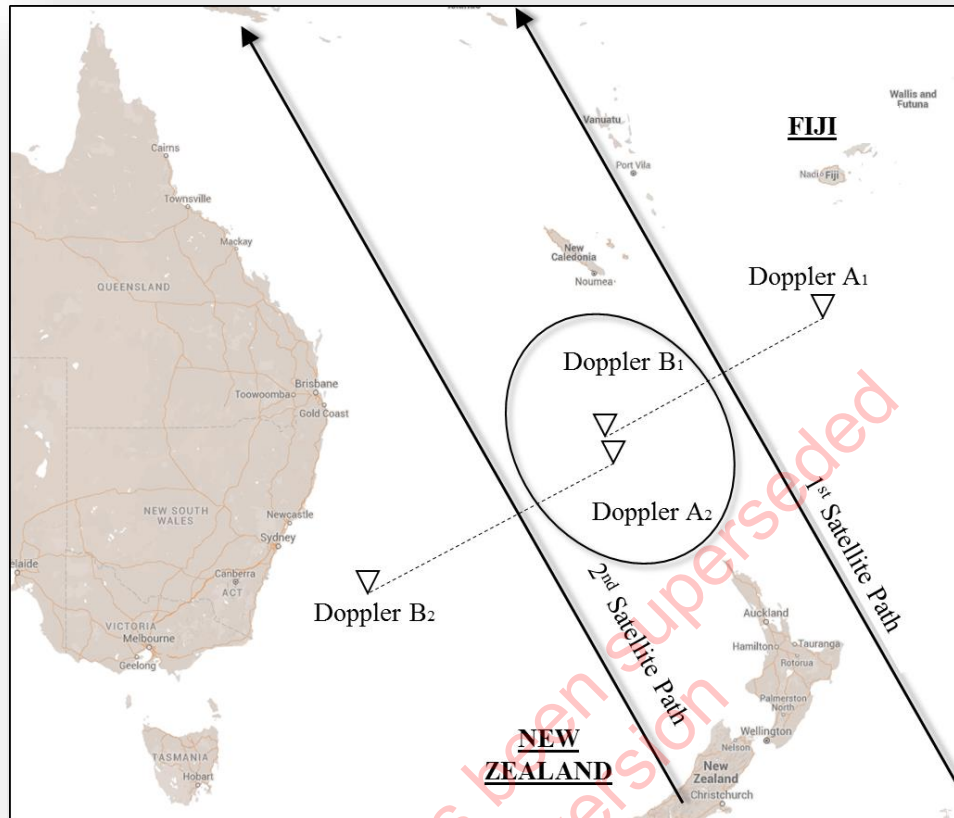 Wallis and
Futuna
FIJI
Vanuatu
Port Vila
Nadi
Fiji
Cairns
Townsville
Mackay
New
Caledonia
Noumea
QUEENSLAND
Doppler A1
Doppler B1
Brisbane
Toowoomba
Gold Coast
Doppler A2
NEW SOUTH
WALES
Newcastle
Sydney
elaide
Canberra
ACT
Doppler B2
VICTORIA
Melbourne
Geelong
1st Satellite Path
2nd Satellite Path
Auckland
Hamilton
Tauranga
Rotorua
Palmerston
North
Wellington
Nelson
NEW
ZEALAND
New
Zealand
Christchurch
TASMANIA
Hobart
s been superseded
ersion